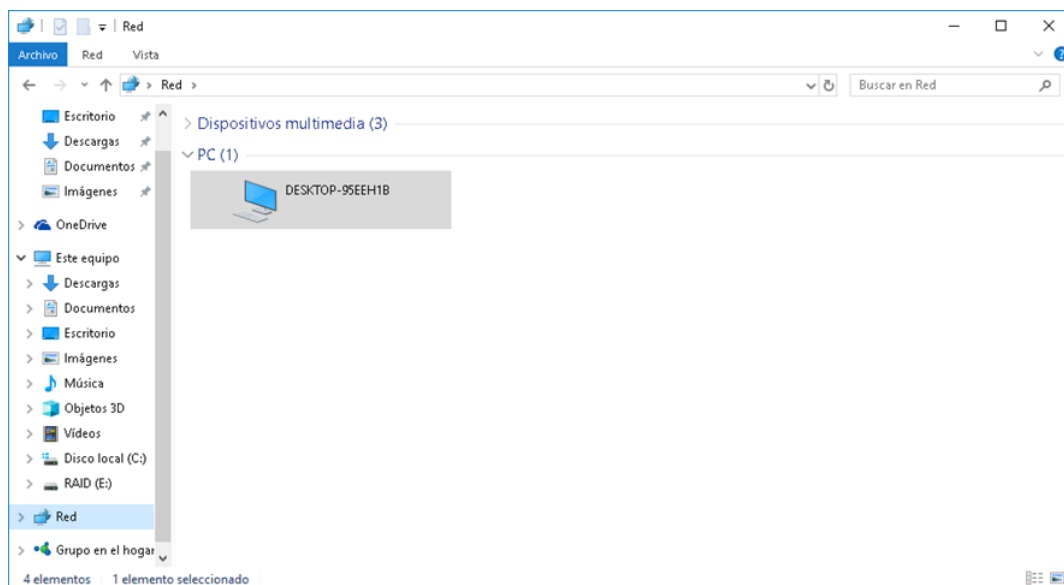 Red
Archivo Red Vista
Red
Buscar en Red
Escritorio
Descargas
Documentos
Imágenes
OneDrive
Este equipo
Descargas
Documentos
Escritorio
Imágenes
Música
Objetos 3D
Vídeos
Disco local (C:)
RAID (E:)
Red
Grupo en el hogar
Dispositivos multimedia (3)
PC (1)
DESKTOP-95EEH1B
4 elementos 1 elemento seleccionado